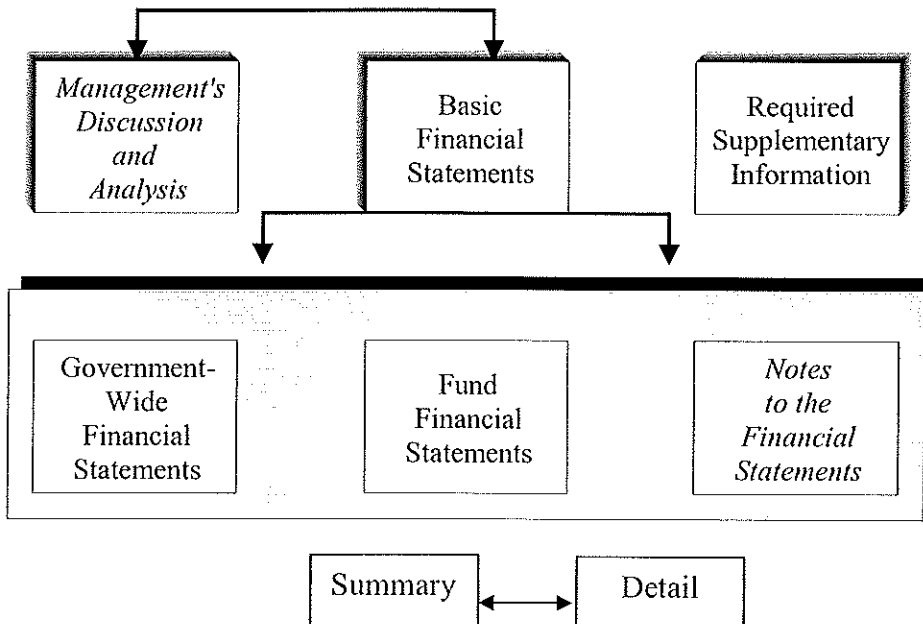 Management's
Discussion
and
Analysis
Basic
Financial
Statements
Required
Supplementary
Information
Government-
Wide
Financial
Statements
Fund
Financial
Statements
Notes
to the
Financial
Statements
Summary
Detail